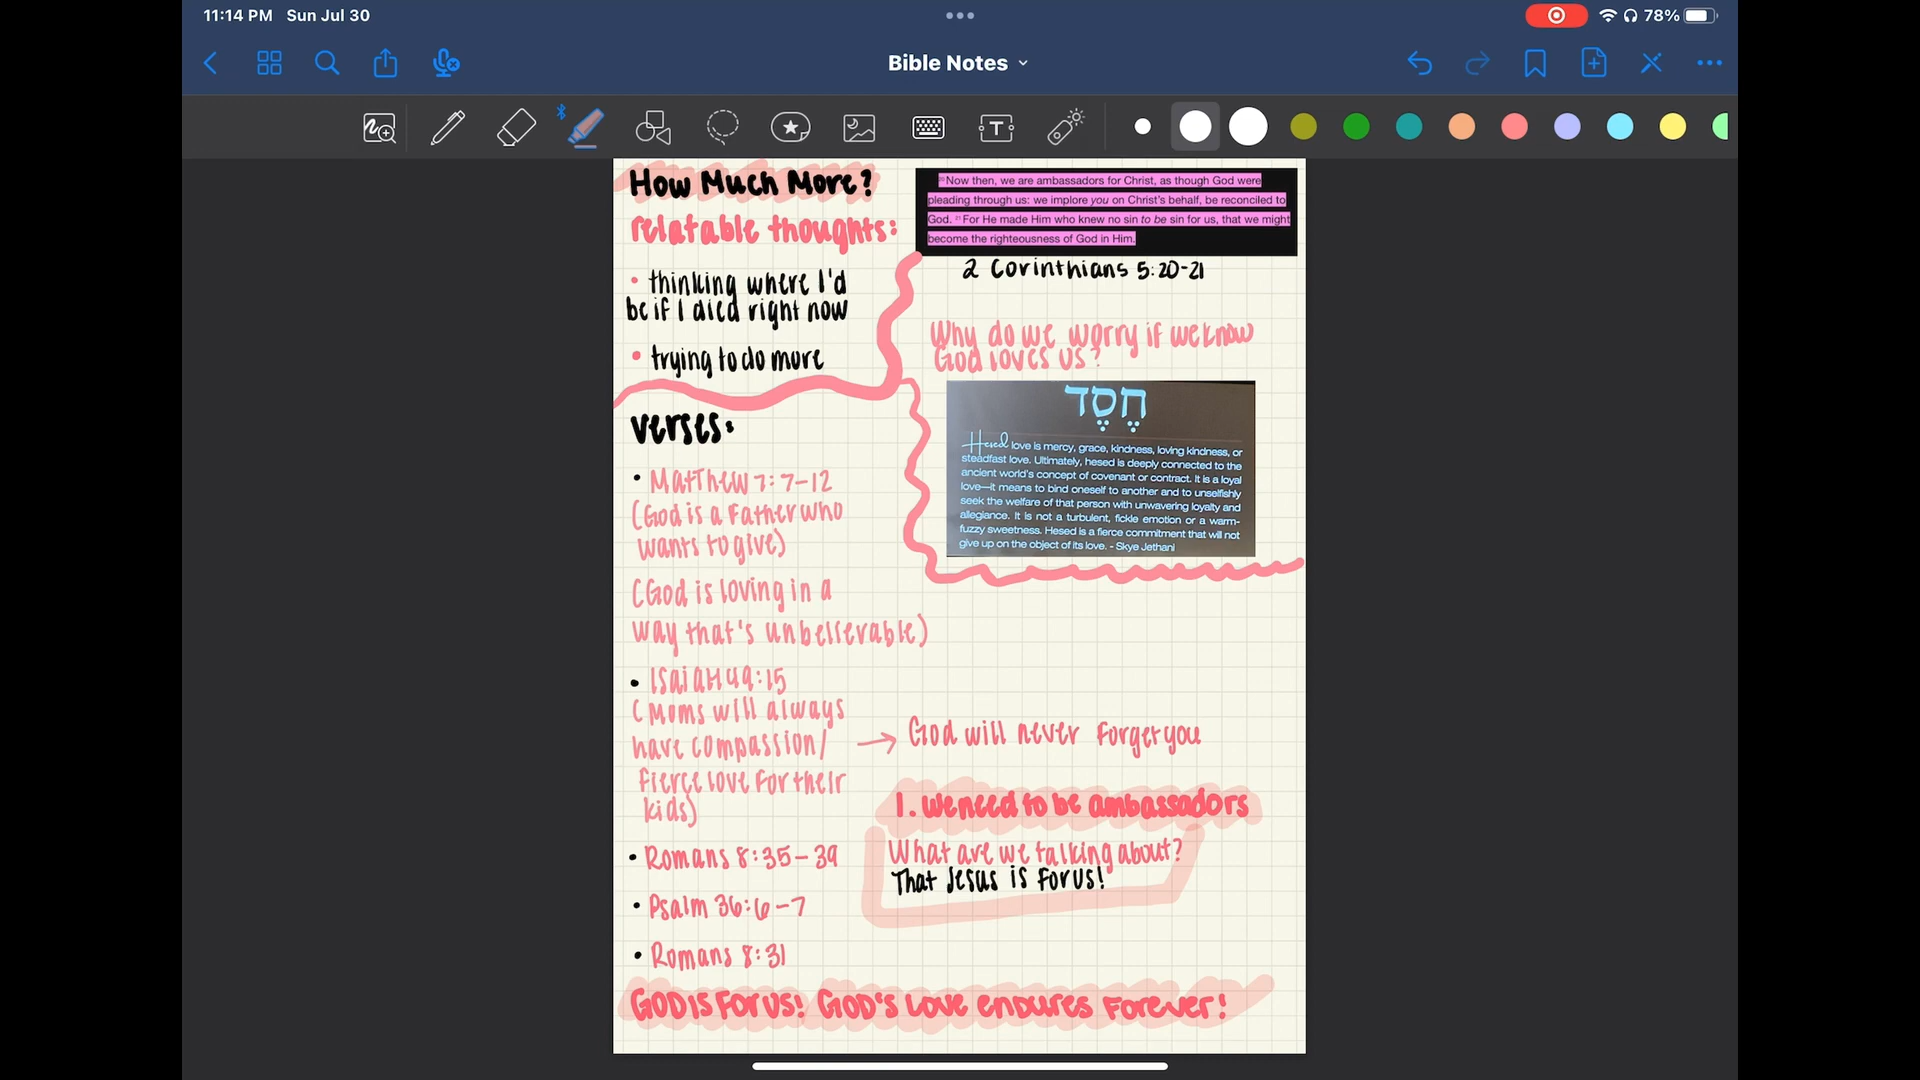 11:14 PM Sun Jul 30
78%
Bible Notes
T
How Much More?
relatable thoughts:
• thinking where I'd
be if I died right now
• trying to do more
20 Now then, we are ambassadors for Christ, as though God were
pleading through us: we implore you on Christ's behalf, be reconciled to
God. 21 For He made Him who knew no sin to be sin for us, that we might
become the righteousness of God in Him.
2 Corinthians 5:20-21
Why do we worry if we know
God loves us?
חֶסֶד
Hesed love is mercy, grace, kindness, loving kindness, or
steadfast love. Ultimately, hesed is deeply connected to the
ancient world's concept of covenant or contract. It is a loyal
love—it means to bind oneself to another and to unselfishly
seek the welfare of that person with unwavering loyalty and
allegiance. It is not a turbulent, fickle emotion or a warm-
fuzzy sweetness. Hesed is a fierce commitment that will not
give up on the object of its love. - Skye Jethani
verses:
• Matthew 7:7-12
(God is a Father who
wants to give)
(God is loving in a
way that's unbelievable)
• Isaiah 49:15
(Moms will always
have compassion/
fierce love for their
kids)
→ God will never forget you
• Romans 8:35-39
• Psalm 36:6-7
• Romans 8:31
1. We need to be ambassadors
What are we talking about?
That Jesus is for us!
GOD IS FOR US! GOD'S LOVE ENDURES FOREVER!